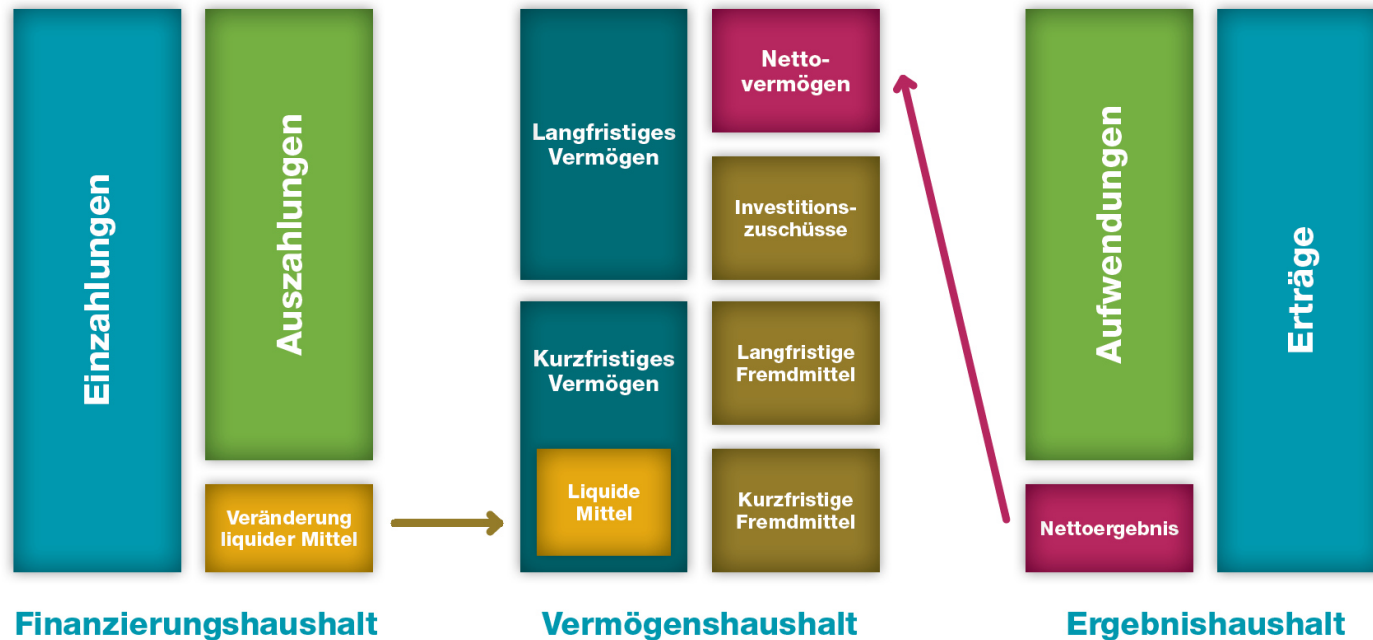 Einzahlungen
Auszahlungen
Veränderung
liquider Mittel
Finanzierungshaushalt
Langfristiges
Vermögen
Kurzfristiges
Vermögen
Liquide
Mittel
Netto-
vermögen
Investitions-
zuschüsse
Langfristige
Fremdmittel
Kurzfristige
Fremdmittel
Vermögenshaushalt
Aufwendungen
Nettoergebnis
Erträge
Ergebnishaushalt